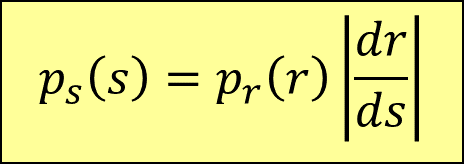 p_s(s) = p_r(r) |dr/ds|